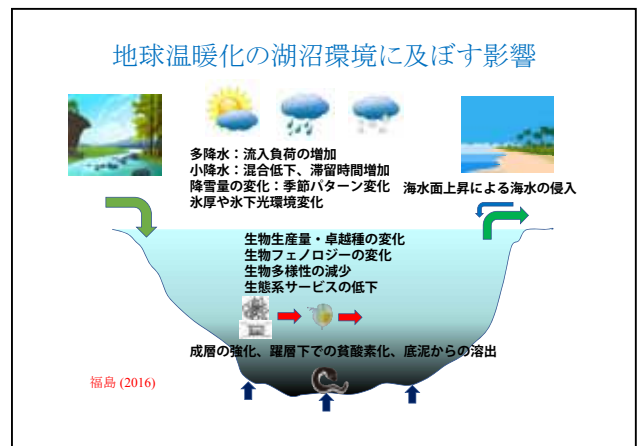 地球温暖化の湖沼環境に及ぼす影響
多降水：流入負荷の増加
小降水：混合低下、滞留時間増加
降雪量の変化：季節パターン変化
氷厚や氷下光環境変化
海水面上昇による海水の侵入
生物生産量・卓越種の変化
生物フェノロジーの変化
生物多様性の減少
生態系サービスの低下
成層の強化、躍層下での貧酸素化、底泥からの溶出
福島 (2016)